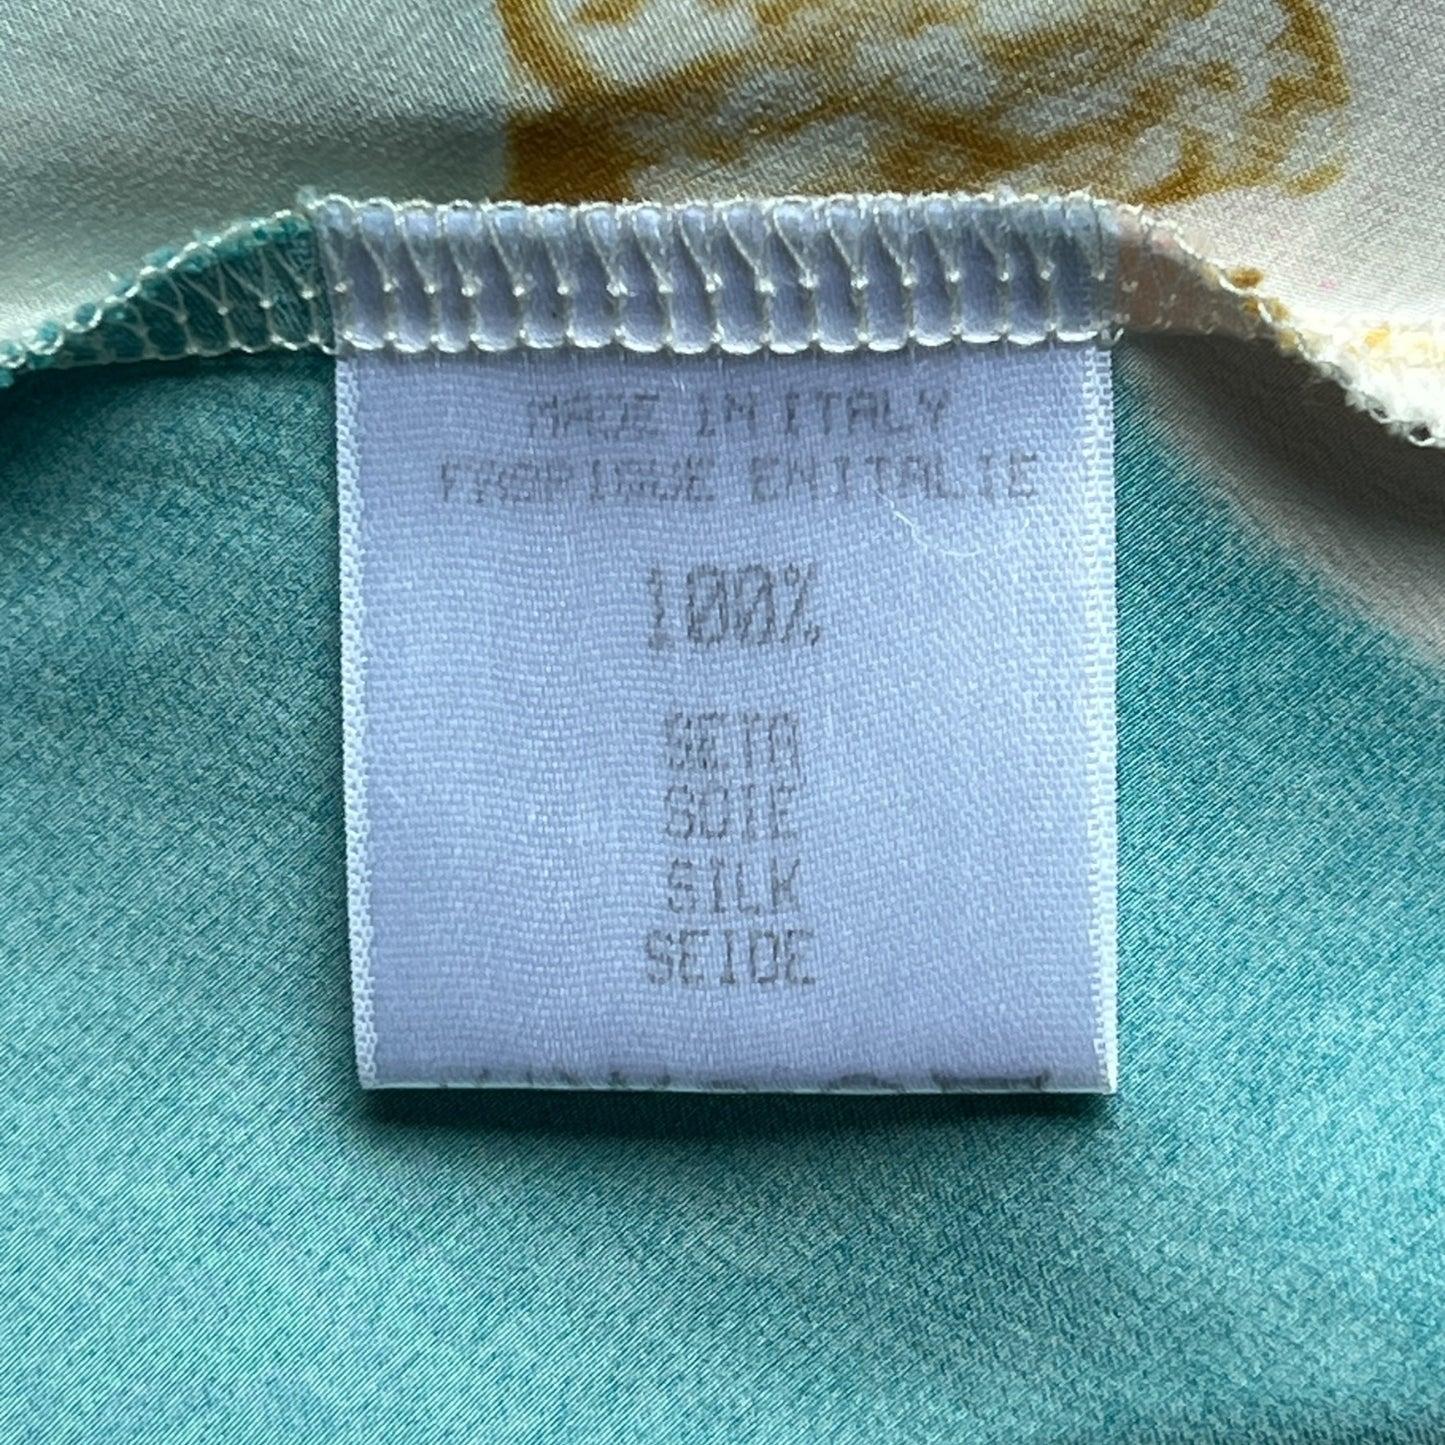 MADE IN ITALY
FABRIQUE EN ITALIE
100%
SETA
SOIE
SILK
SEIDE